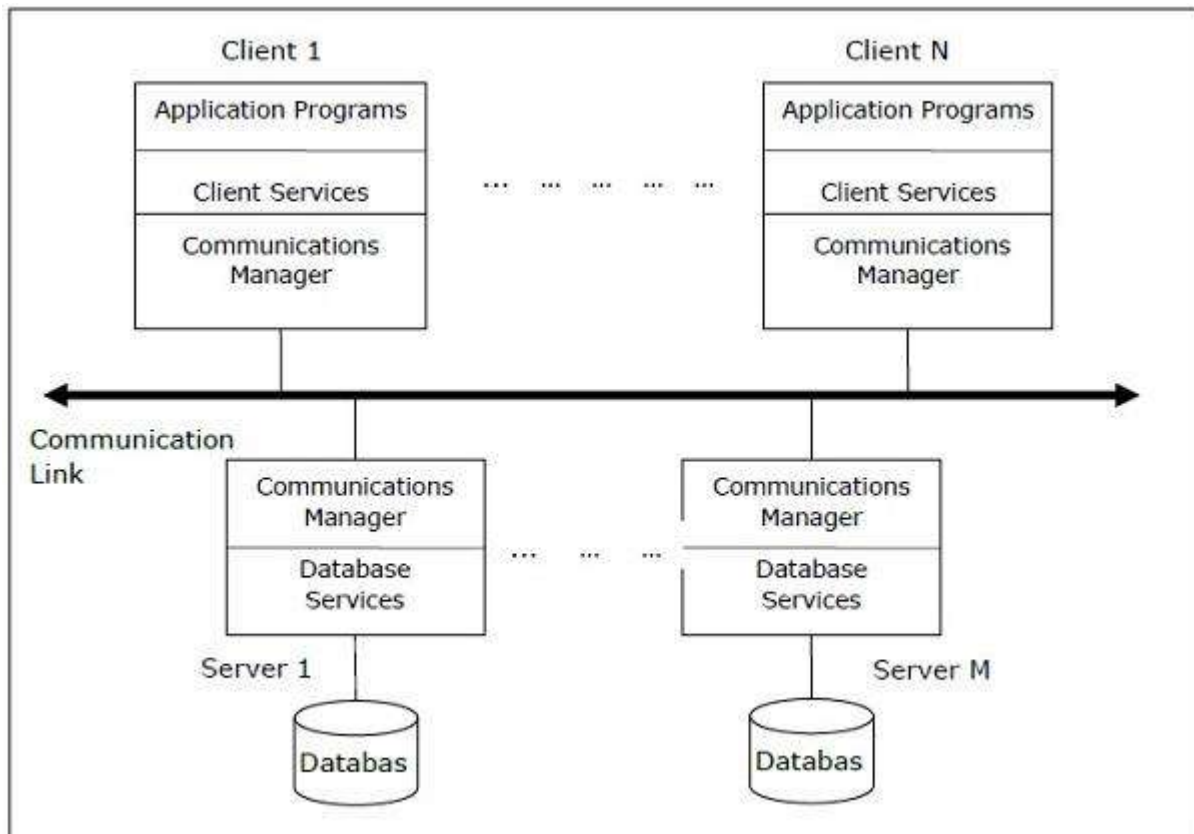 Client 1
Client N
Application Programs
Client Services
Communications
Manager
... ... ... ... ...
Application Programs
Client Services
Communications
Manager
Communication
Link
Communications
Manager
Database
Services
... ... ...
Communications
Manager
Database
Services
Server 1
Server M
Databas
Databas